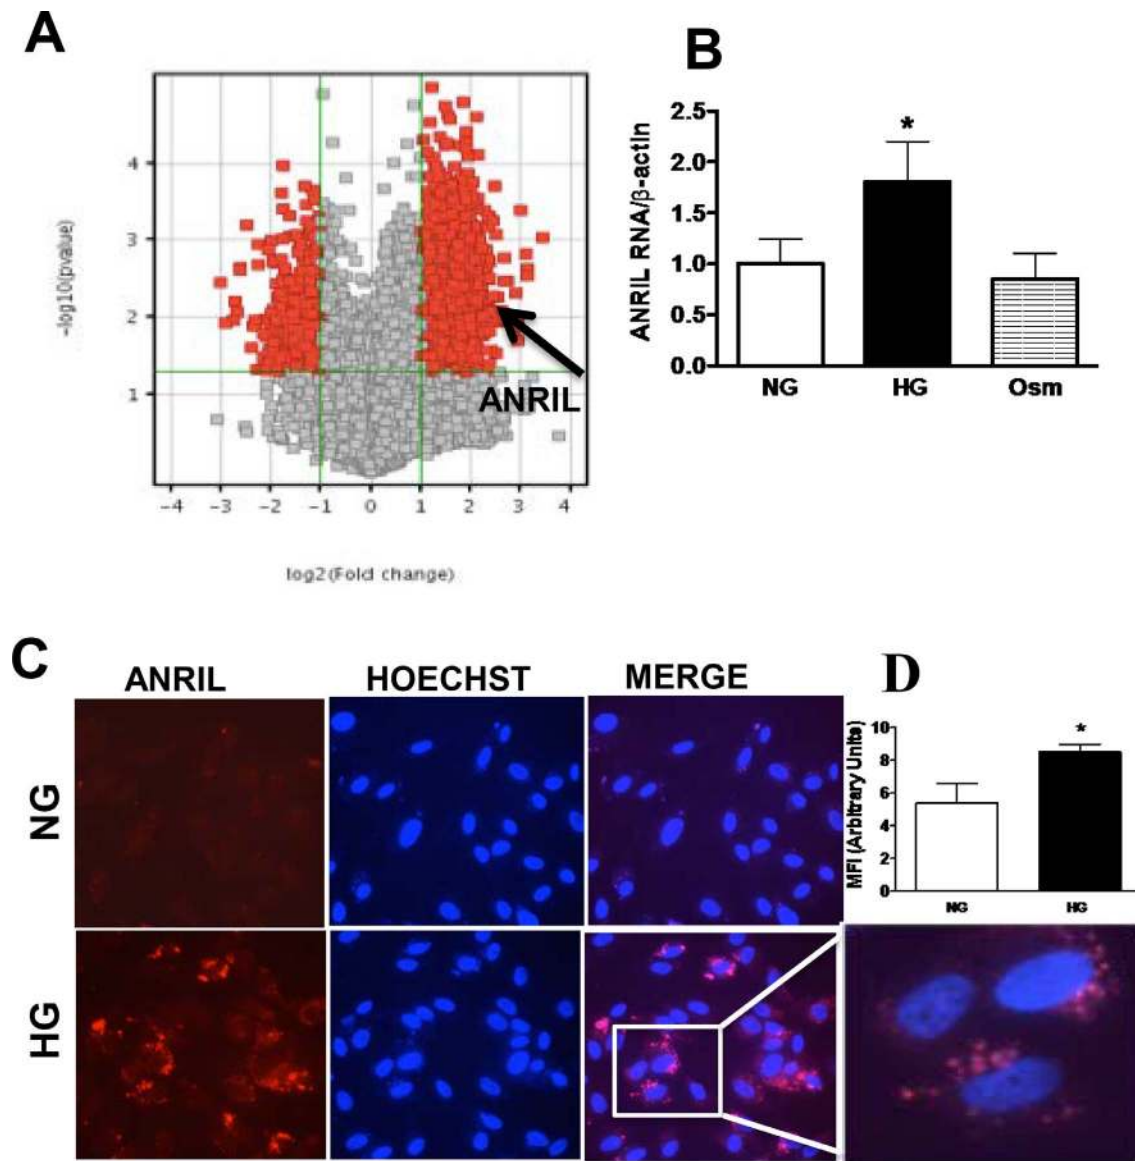 A
-log10(pvalue)
4
3
2
1
ANRIL
-4 -3 -2 -1 0 1 2 3 4
log2(Fold change)
B
ANRIL RNA/β-actin
2.5
2.0
*
1.5
1.0
0.5
0.0
NG HG Osm
C
ANRIL HOECHST MERGE
NG
HG
D
MFI (Arbitrary Units)
10
*
8
6
4
2
0
NG HG